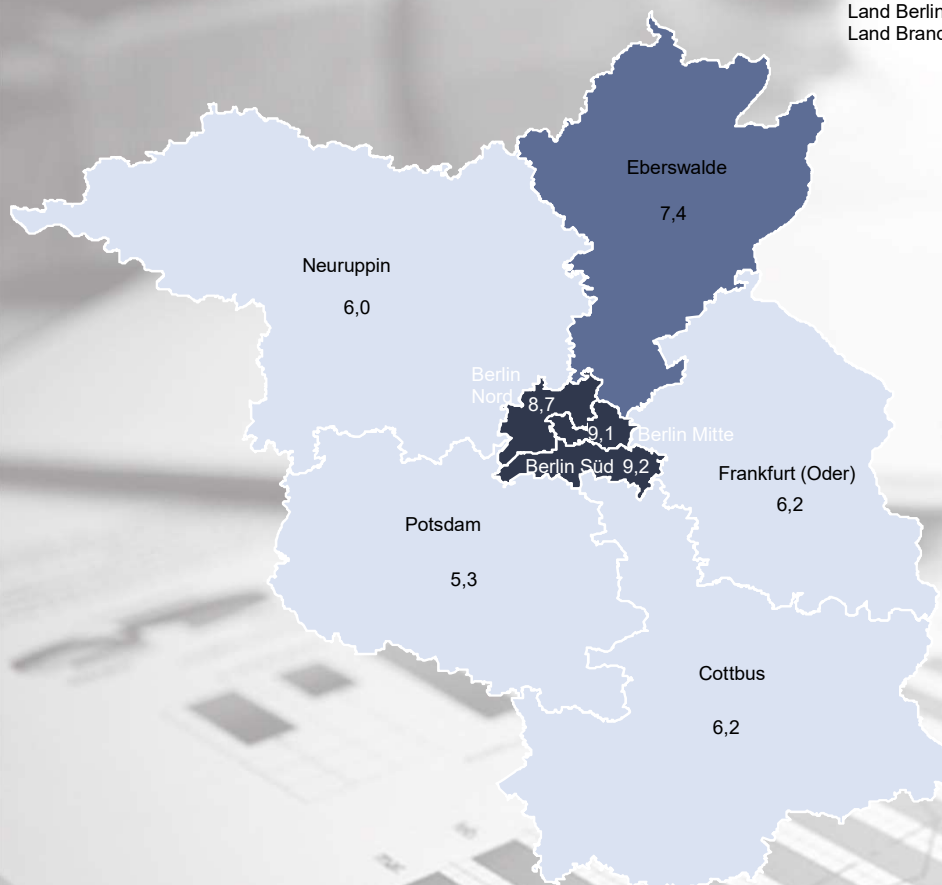 Land Berlin
Land Brand
Eberswalde
7,4
Neuruppin
6,0
Berlin
Nord
8,7
9,1
Berlin Mitte
Berlin Süd 9,2
Frankfurt (Oder)
6,2
Potsdam
5,3
Cottbus
6,2